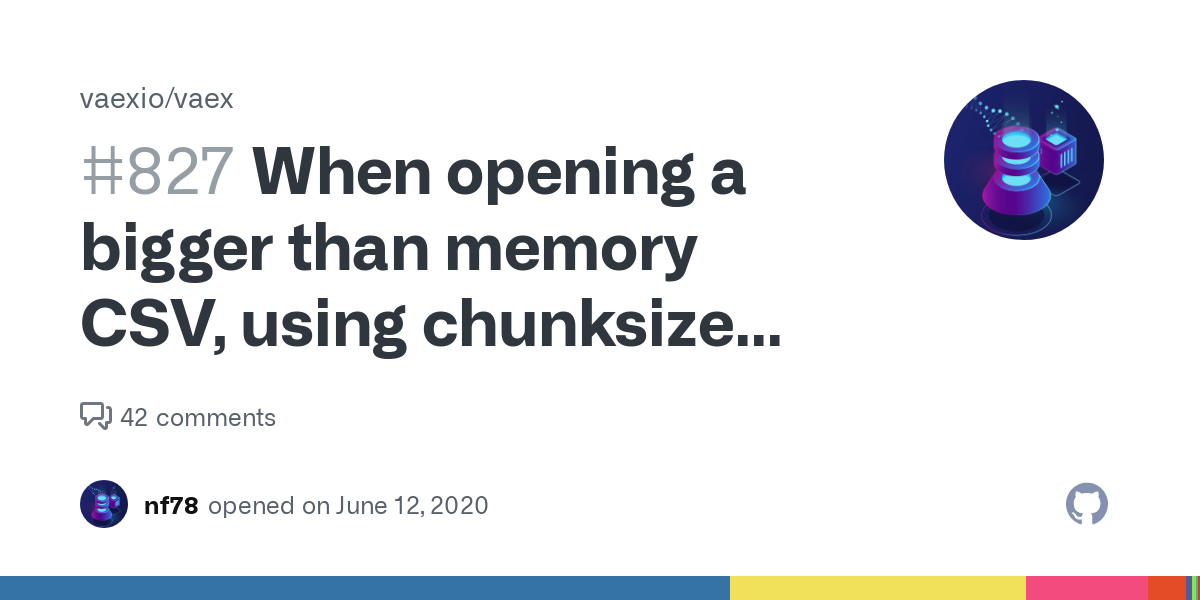 vaexio/vaex
#827 When opening a
bigger than memory
CSV, using chunksize...
42 comments
nf78 opened on June 12, 2020